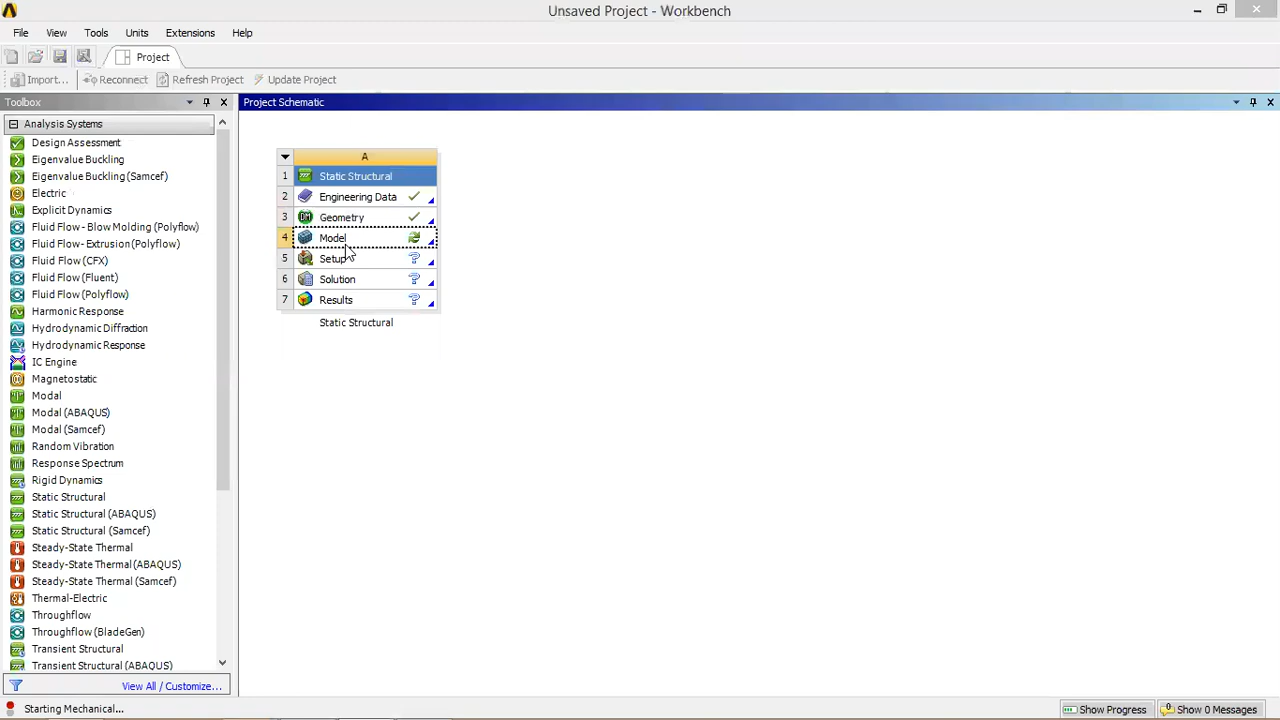 Unsaved Project - Workbench
File View Tools Units Extensions Help
Project
Import... Reconnect Refresh Project Update Project
Toolbox
Analysis Systems
Design Assessment
Eigenvalue Buckling
Eigenvalue Buckling (Samcef)
Electric
Explicit Dynamics
Fluid Flow - Blow Molding (Polyflow)
Fluid Flow- Extrusion (Polyflow)
Fluid Flow (CFX)
Fluid Flow (Fluent)
Fluid Flow (Polyflow)
Harmonic Response
Hydrodynamic Diffraction
Hydrodynamic Response
IC Engine
Magnetostatic
Modal
Modal (ABAQUS)
Modal (Samcef)
Random Vibration
Response Spectrum
Rigid Dynamics
Static Structural
Static Structural (ABAQUS)
Static Structural (Samcef)
Steady-State Thermal
Steady-State Thermal (ABAQUS)
Steady-State Thermal (Samcef)
Thermal-Electric
Throughflow
Throughflow (BladeGen)
Transient Structural
Transient Structural (ABAQUS)
View All / Customize...
Project Schematic
A
1 Static Structural
2 Engineering Data
3 Geometry
4 Model
5 Setup
6 Solution
7 Results
Static Structural
Starting Mechanical...
Show Progress
Show 0 Messages